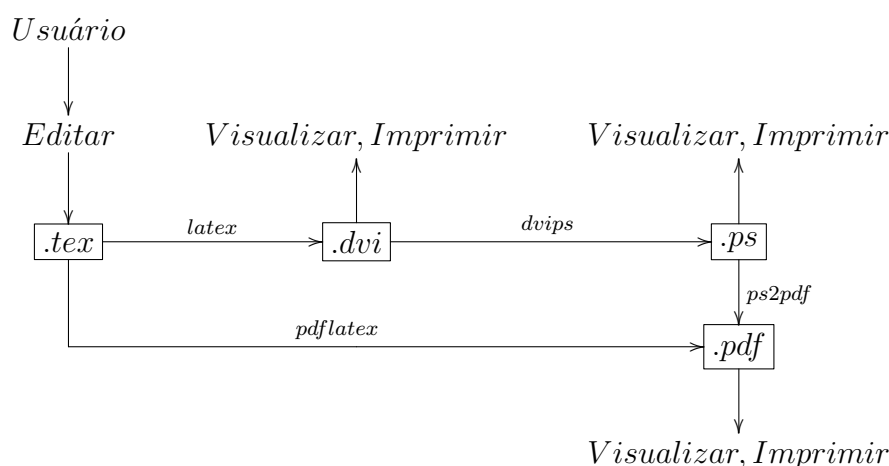 Usuário
Editar
Visualizar, Imprimir
Visualizar, Imprimir
.tex
latex
.dvi
dvips
.ps
ps2pdf
pdflatex
.pdf
Visualizar, Imprimir